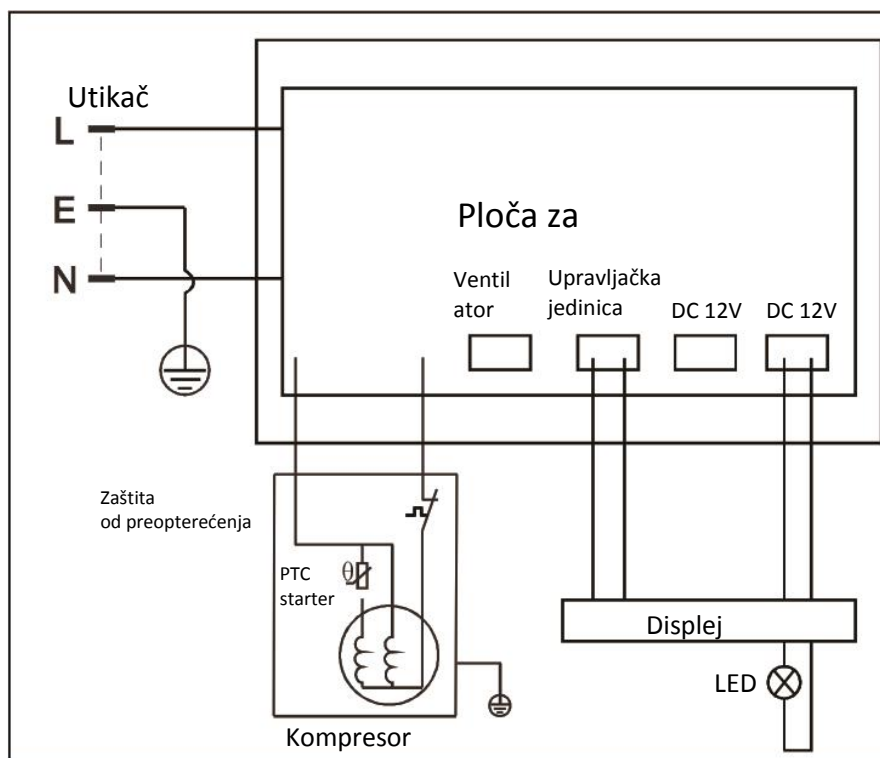 Utikač
L
E
N
Ploča za
Ventil
ator
Upravljačka
jedinica
DC 12V
DC 12V
Zaštita
od preopterećenja
θ
PTC
starter
Displej
LED
Kompresor